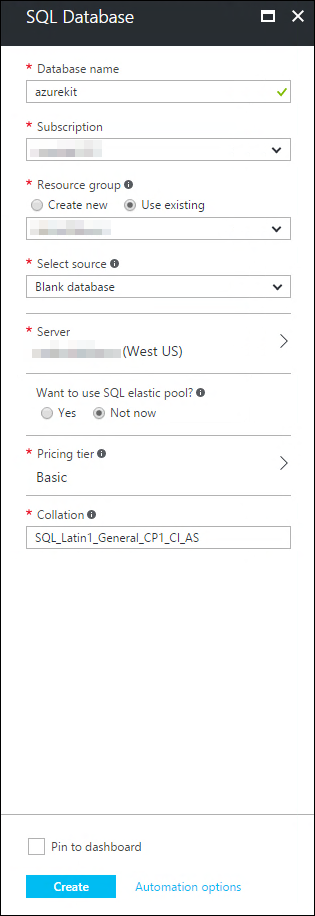 SQL Database
* Database name
azurekit
* Subscription
* Resource group
Create new Use existing
* Select source
Blank database
* Server
(West US)
Want to use SQL elastic pool?
Yes Not now
* Pricing tier
Basic
* Collation
SQL_Latin1_General_CP1_CI_AS
Pin to dashboard
Create Automation options